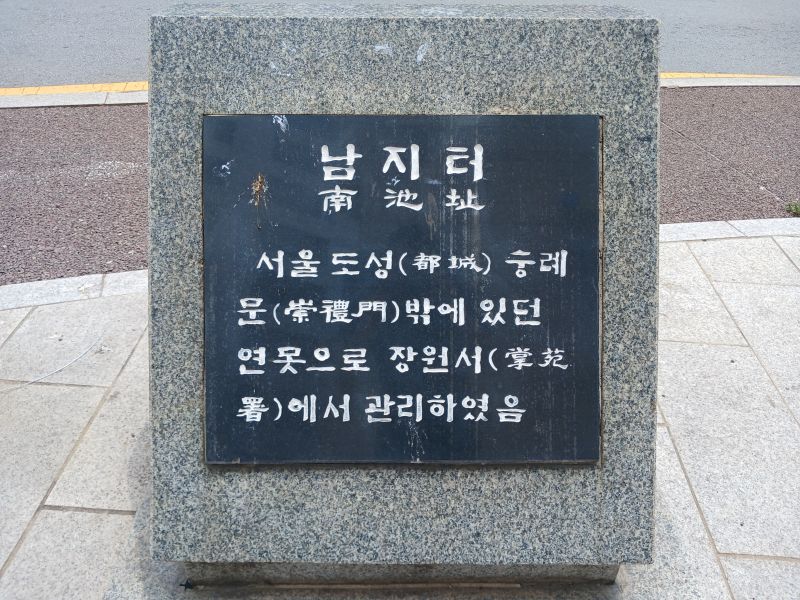 남지터
南池址
서울도성(都城) 숭레
문(崇禮門)밖에 있던
연못으로 장원서(掌苑
署)에서 관리하였음